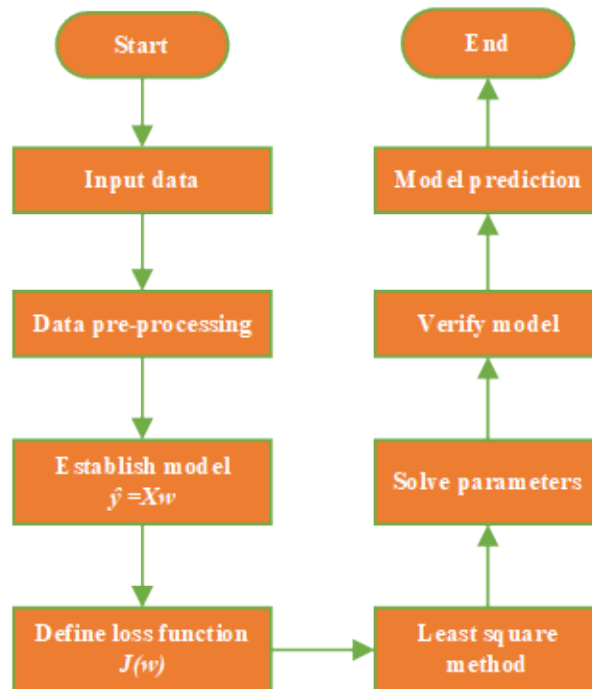 Start
Input data
Data pre-processing
Establish model
ŷ =Xw
Define loss function
J(w)
Least square
method
Solve parameters
Verify model
Model prediction
End